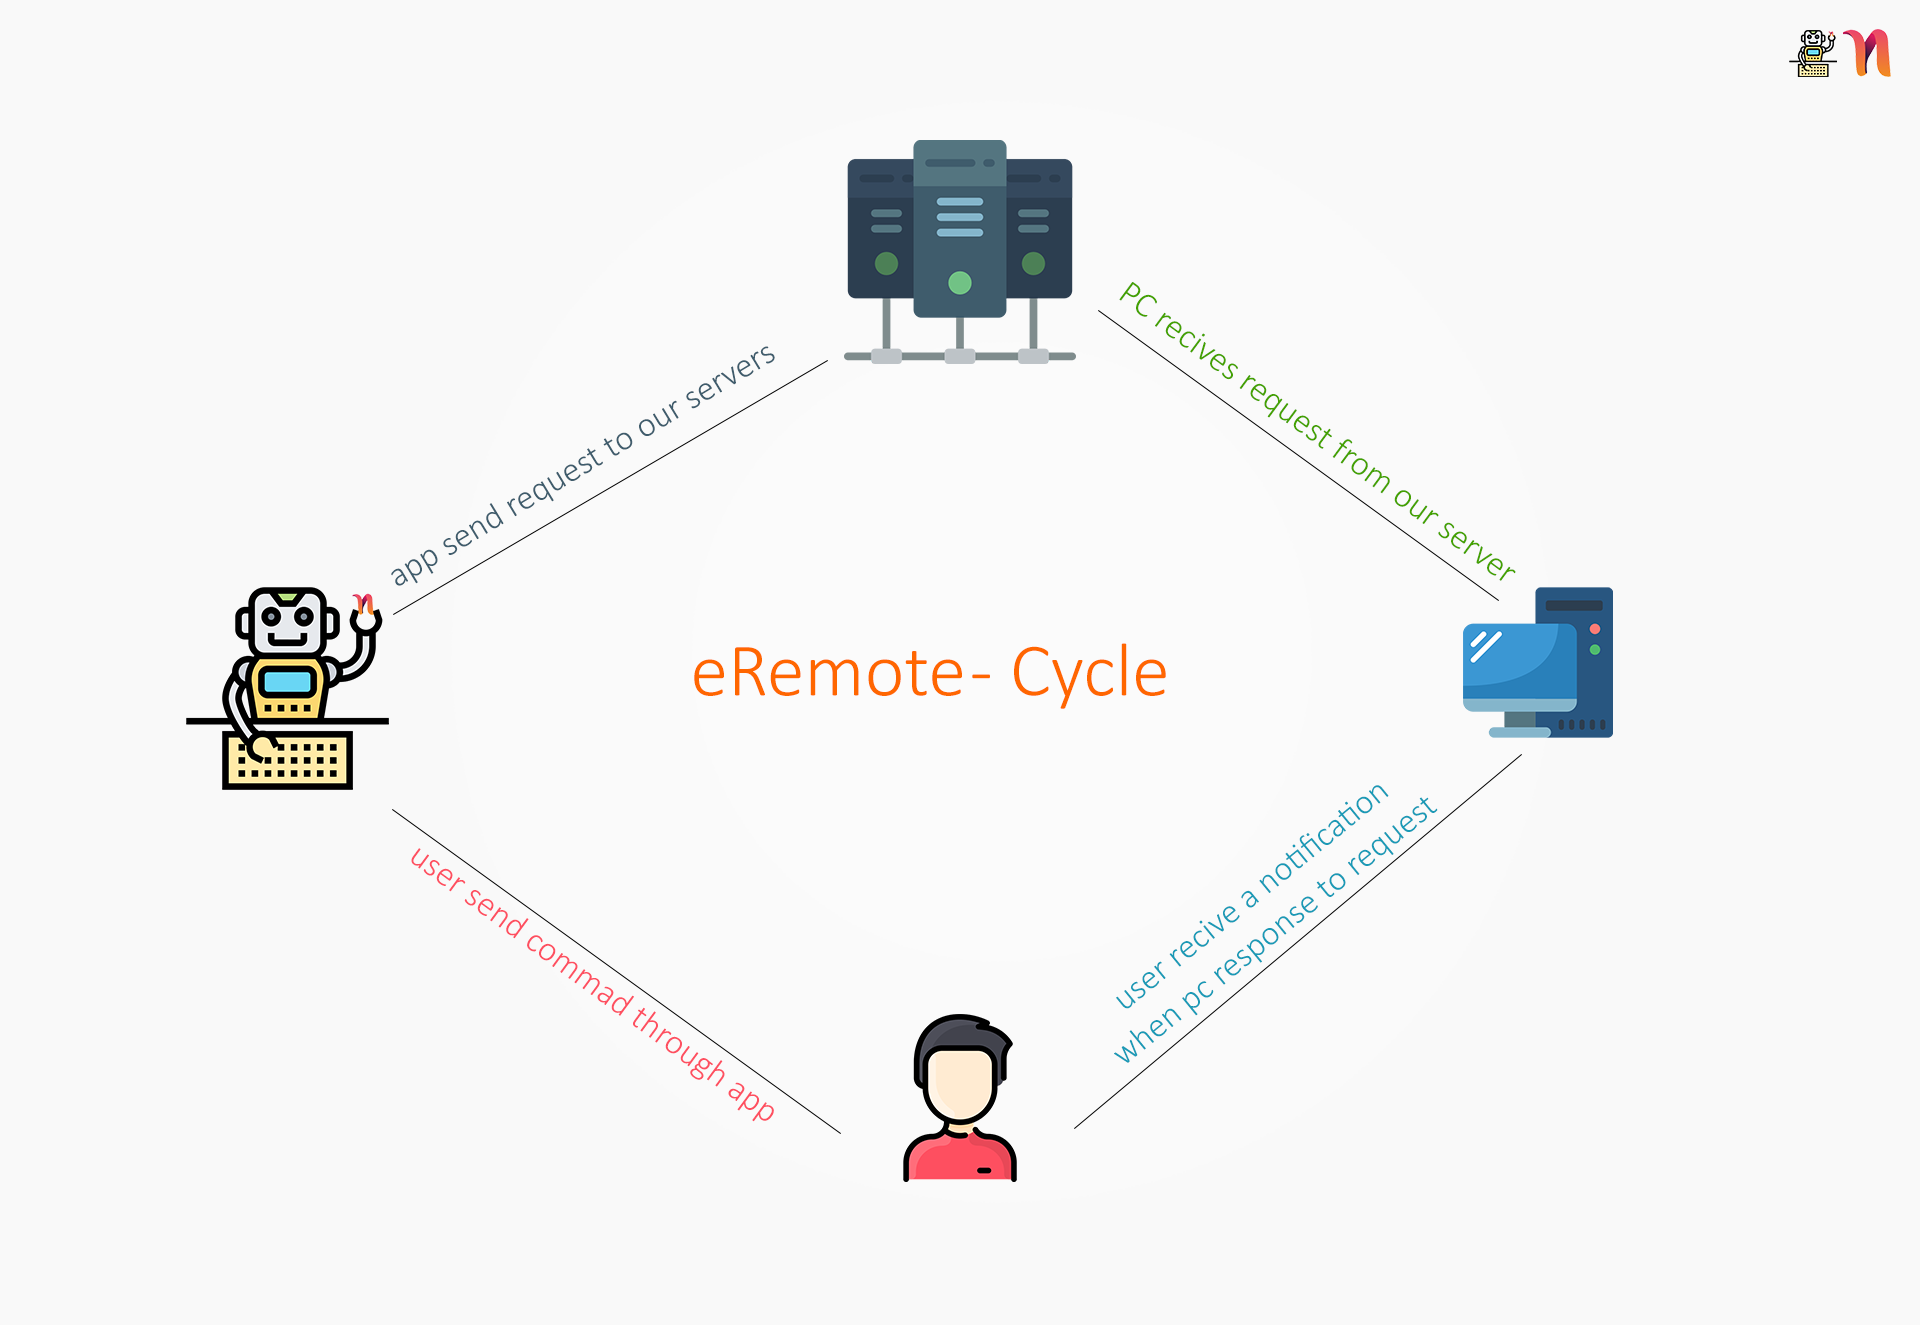 PC recives request from our server
app send request to our servers
eRemote- Cycle
user recive a notification
when pc response to request
user send commad through app